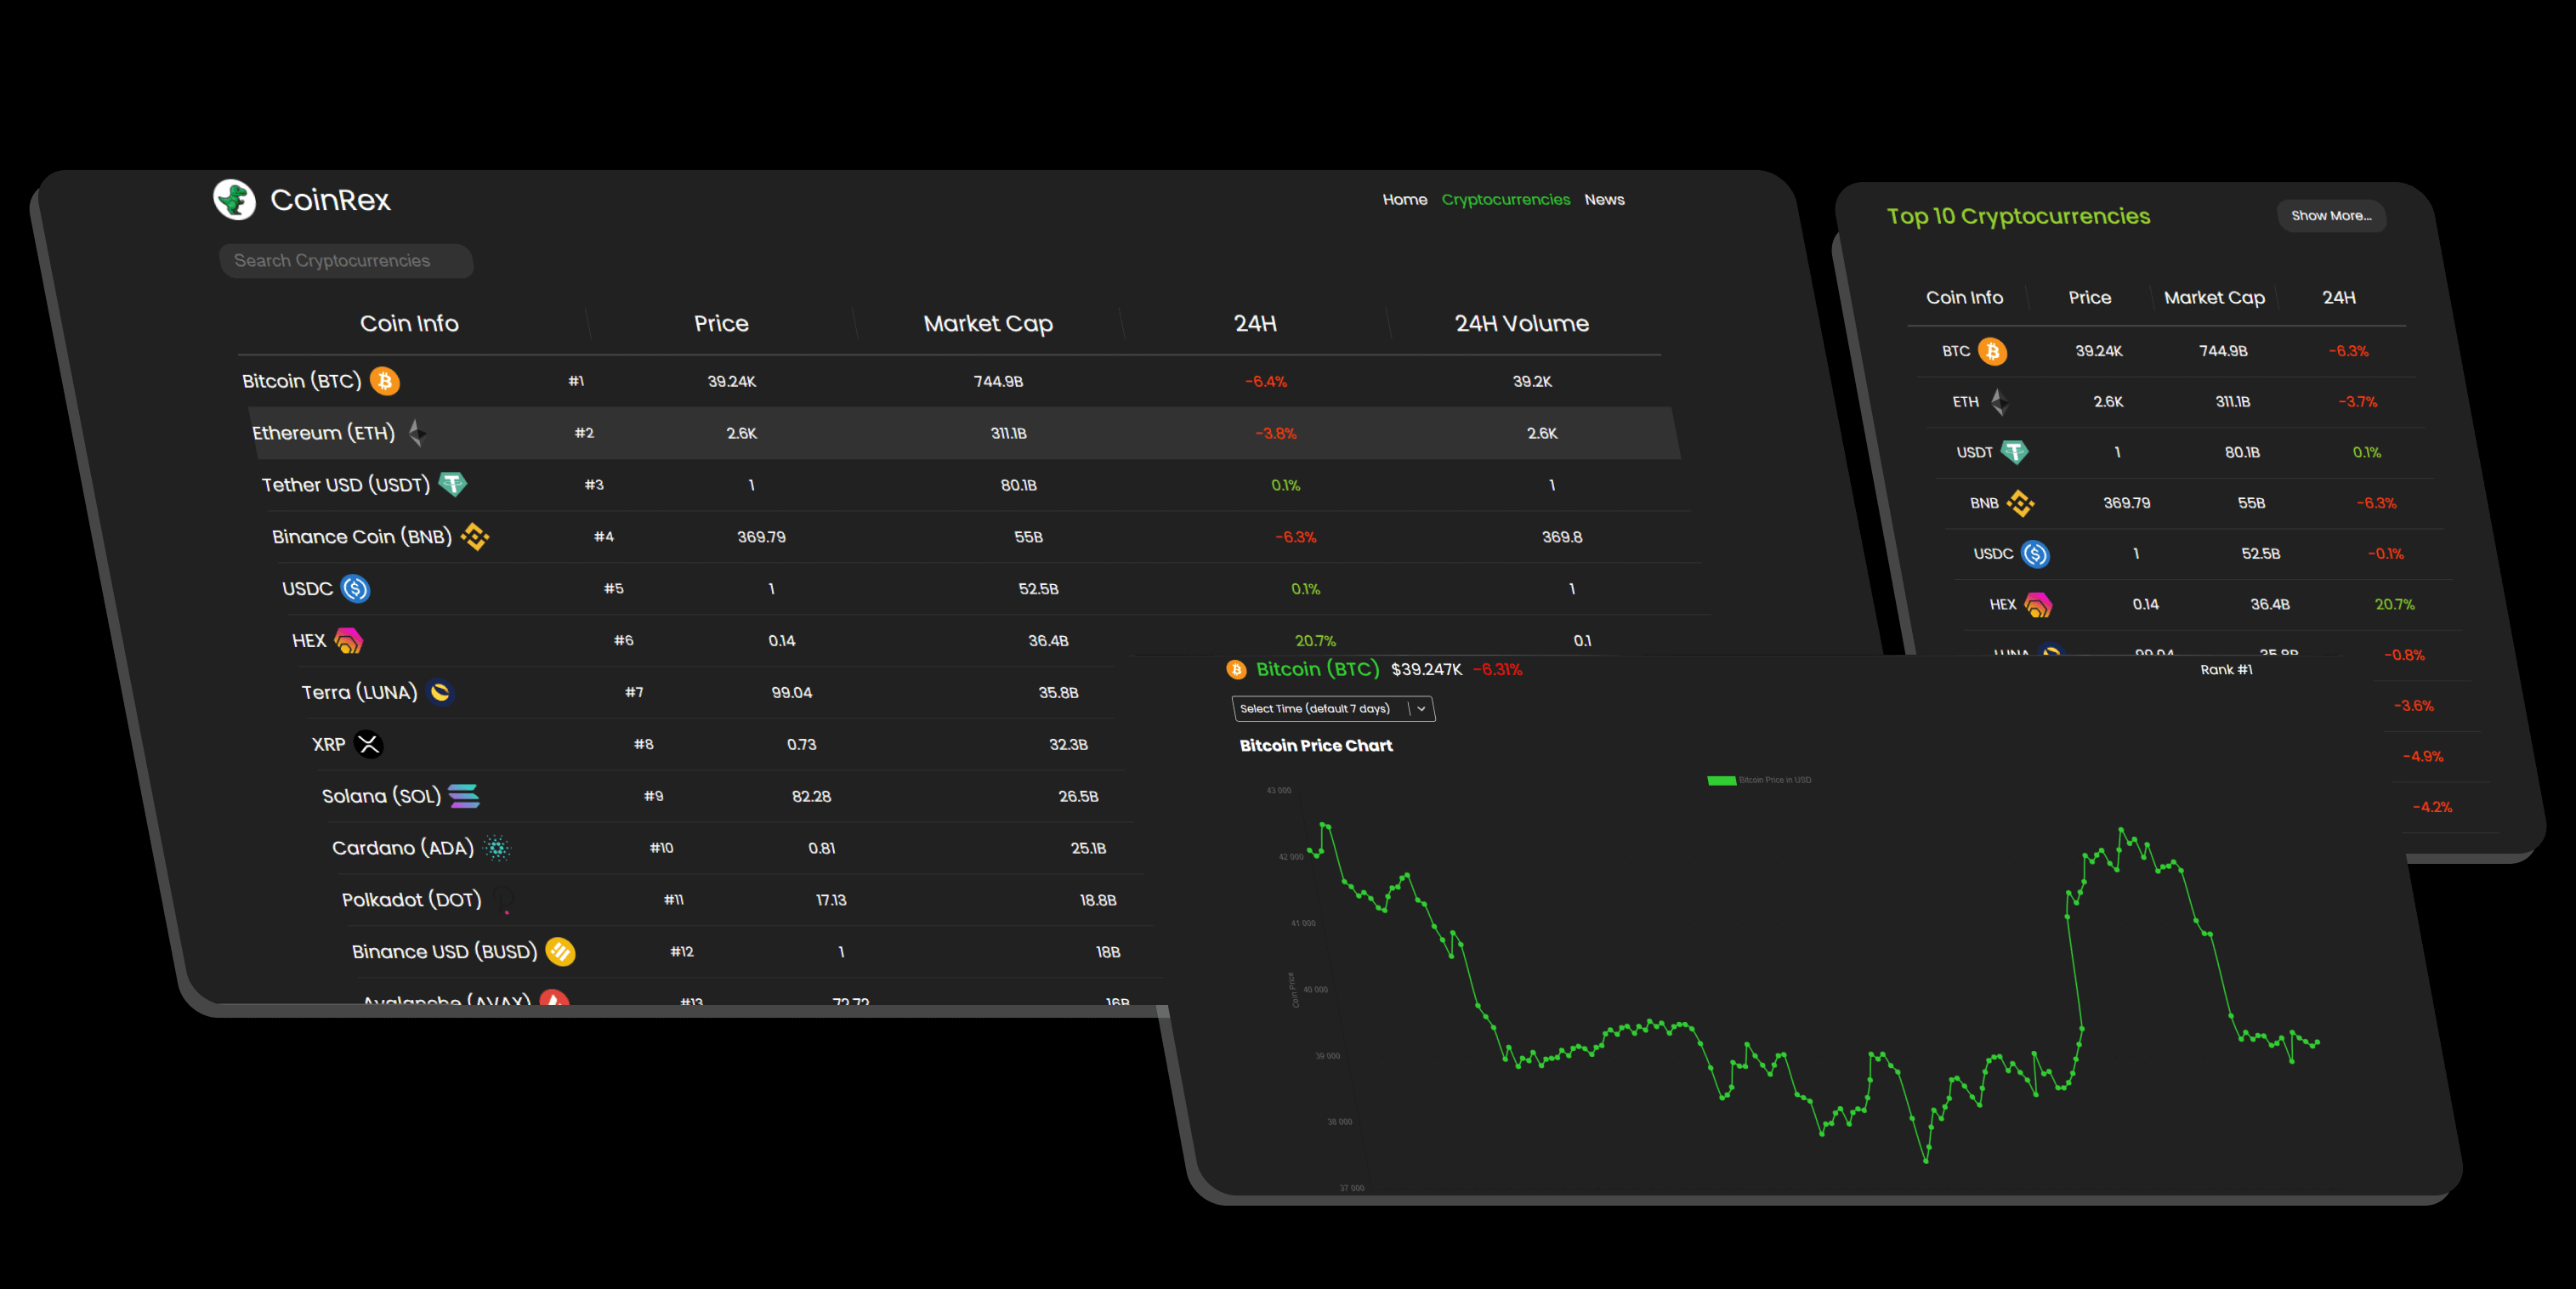 CoinRex
Home Cryptocurrencies News
Search Cryptocurrencies
Coin Info Price Market Cap 24H 24H Volume
Bitcoin (BTC) #1 39.24K 744.9B -6.4% 39.2K
Ethereum (ETH) #2 2.6K 311.1B -3.8% 2.6K
Tether USD (USDT) #3 1 80.1B 0.1% 1
Binance Coin (BNB) #4 369.79 55B -6.3% 369.8
USDC #5 1 52.5B 0.1% 1
HEX #6 0.14 36.4B 20.7% 0.1
Terra (LUNA) #7 99.04 35.8B
XRP #8 0.73 32.3B
Solana (SOL) #9 82.28 26.5B
Cardano (ADA) #10 0.81 25.1B
Polkadot (DOT) #11 17.13 18.8B
Binance USD (BUSD) #12 1 18B
Avalanche (AVAX) #13 72.72 16B
Top 10 Cryptocurrencies Show More...
Coin Info Price Market Cap 24H
BTC 39.24K 744.9B -6.3%
ETH 2.6K 311.1B -3.7%
USDT 1 80.1B 0.1%
BNB 369.79 55B -6.3%
USDC 1 52.5B -0.1%
HEX 0.14 36.4B 20.7%
LUNA 99.04 35.8B -0.8%
-3.6%
-4.9%
-4.2%
Bitcoin (BTC) $39.247K -6.31% Rank #1
Select Time (default 7 days)
Bitcoin Price Chart
Bitcoin Price in USD
43 000
42 000
41 000
40 000
39 000
38 000
37 000
Coin Price